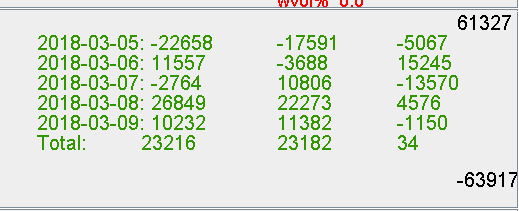 wvol% 0.0
61327
2018-03-05: -22658 -17591 -5067
2018-03-06: 11557 -3688 15245
2018-03-07: -2764 10806 -13570
2018-03-08: 26849 22273 4576
2018-03-09: 10232 11382 -1150
Total: 23216 23182 34
-63917